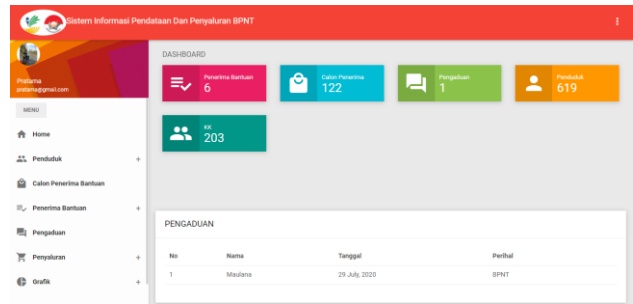 Sistem Informasi Pendataan Dan Penyaluran BPNT
Pratama
pratama@gmail.com
MENU
Home
Penduduk +
Calon Penerima Bantuan
Penerima Bantuan +
Pengaduan
Penyaluran +
Grafik +
DASHBOARD
Penerima Bantuan
6
Calon Penerima
122
Pengaduan
1
Penduduk
619
KK
203
PENGADUAN
No Nama Tanggal Perihal
1 Maulana 29 July, 2020 BPNT